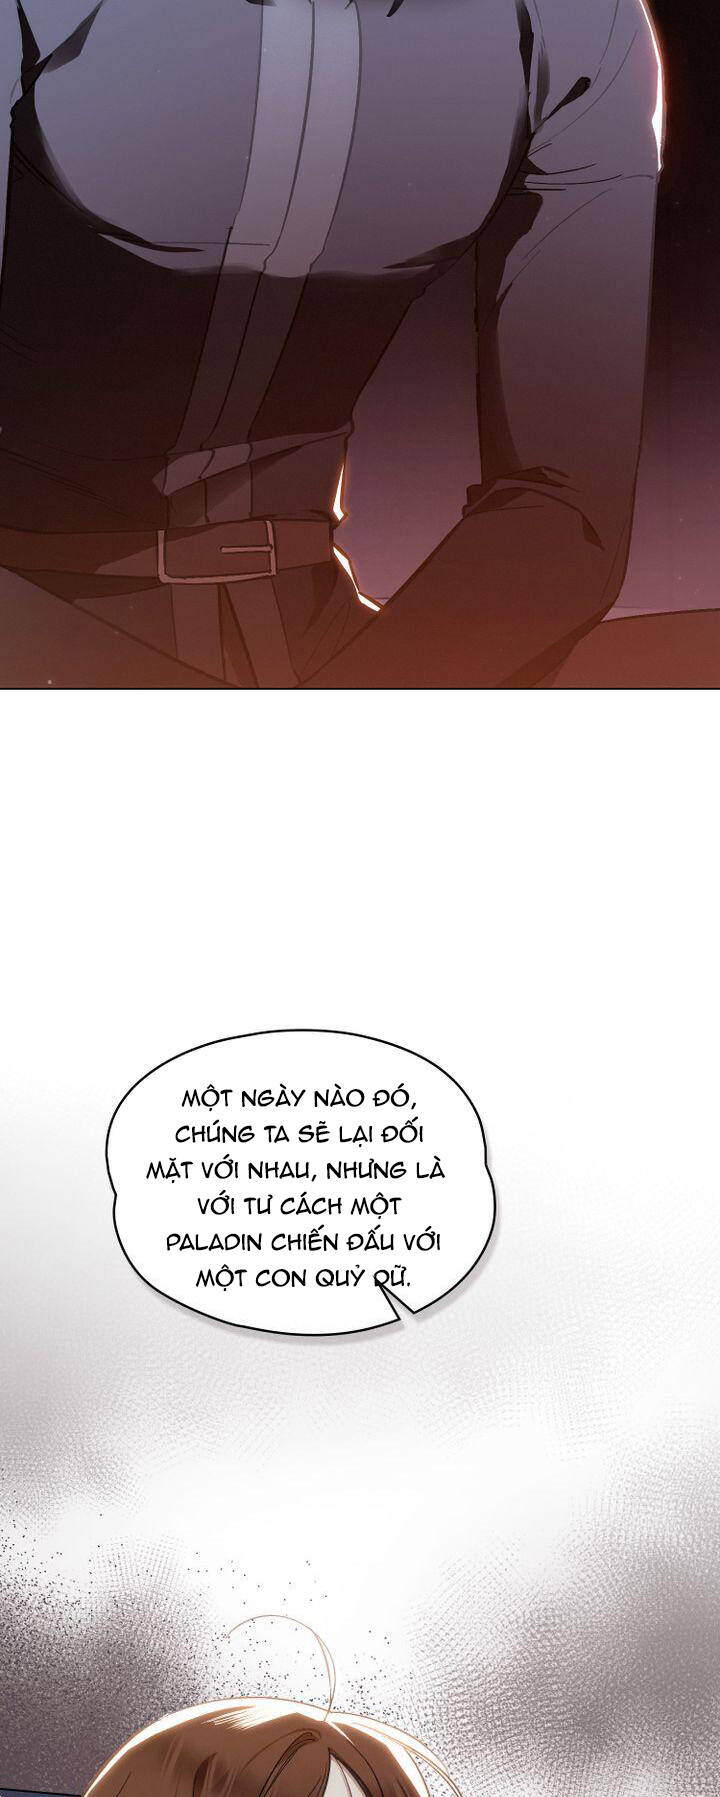 MỘT NGÀY NÀO ĐÓ,
CHÚNG TA SẼ LẠI ĐỐI
MẶT VỚI NHAU, NHƯNG LÀ
VỚI TƯ CÁCH MỘT
PALADIN CHIẾN ĐẤU VỚI
MỘT CON QUỶ DỮ.